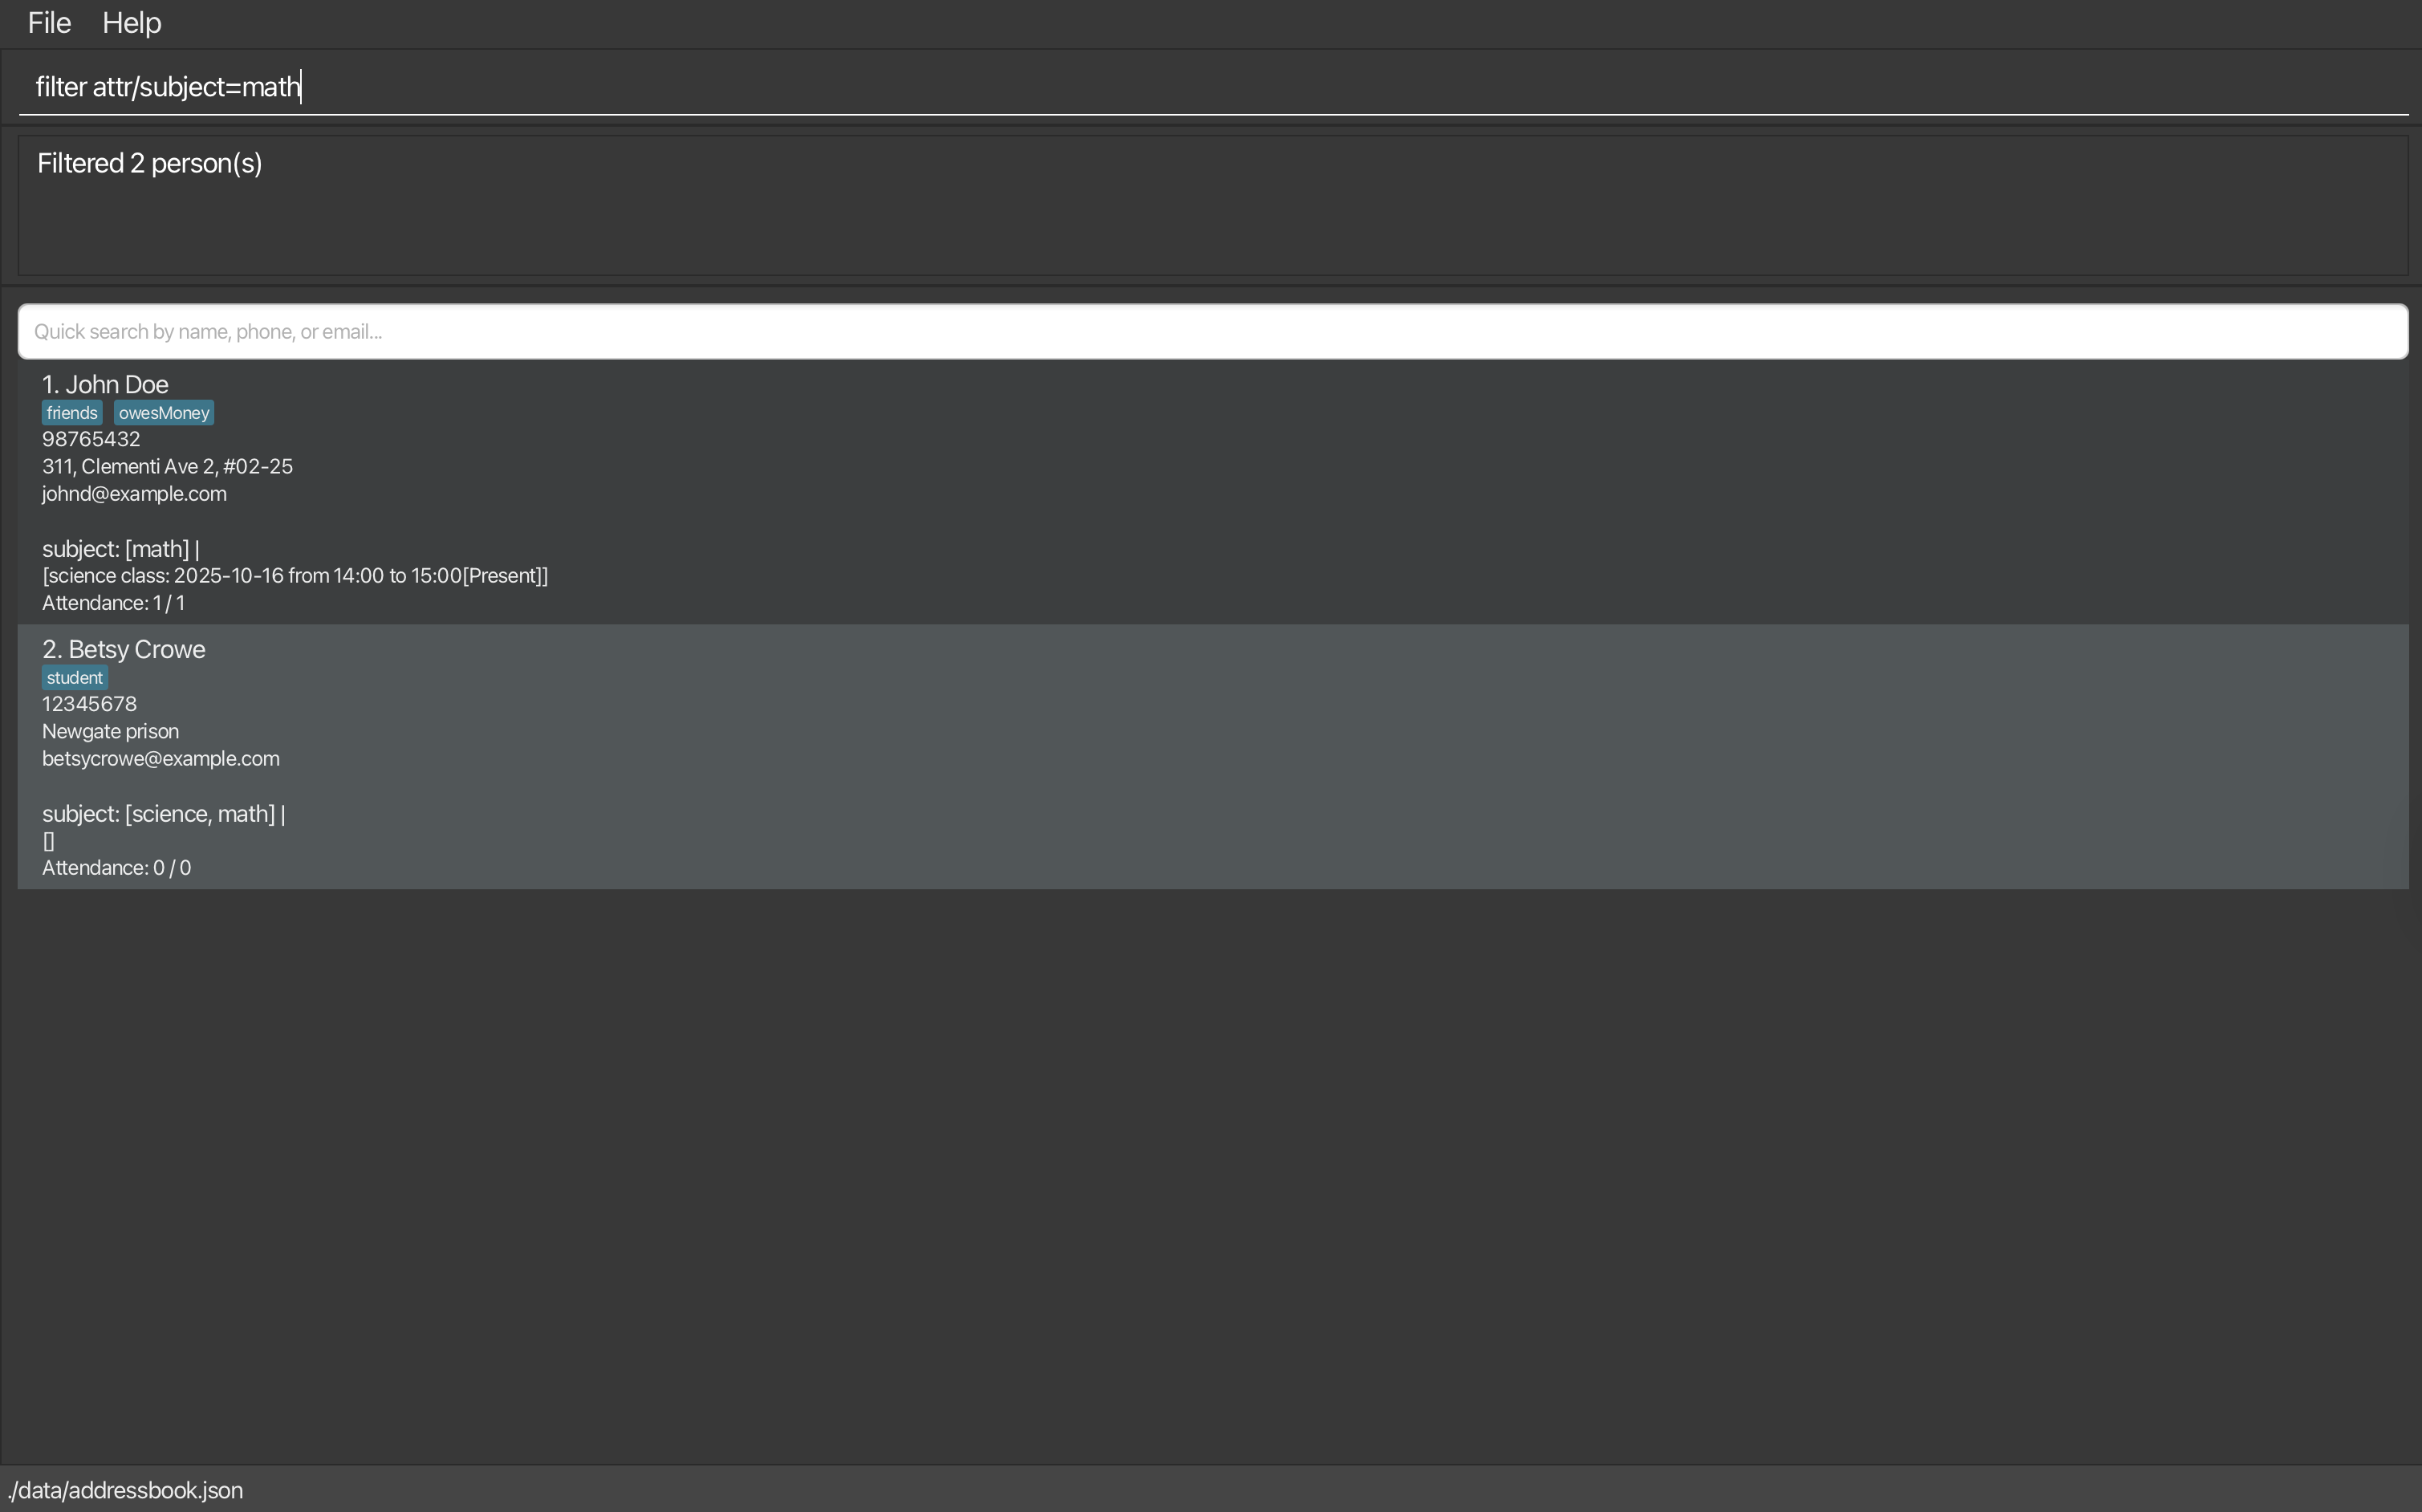 File Help
filter attr/subject=math
Filtered 2 person(s)
Quick search by name, phone, or email...
1. John Doe
friends owesMoney
98765432
311, Clementi Ave 2, #02-25
johnd@example.com
subject: [math] |
[science class: 2025-10-16 from 14:00 to 15:00[Present]]
Attendance: 1 / 1
2. Betsy Crowe
student
12345678
Newgate prison
betsycrowe@example.com
subject: [science, math] |
[]
Attendance: 0 / 0
./data/addressbook.json